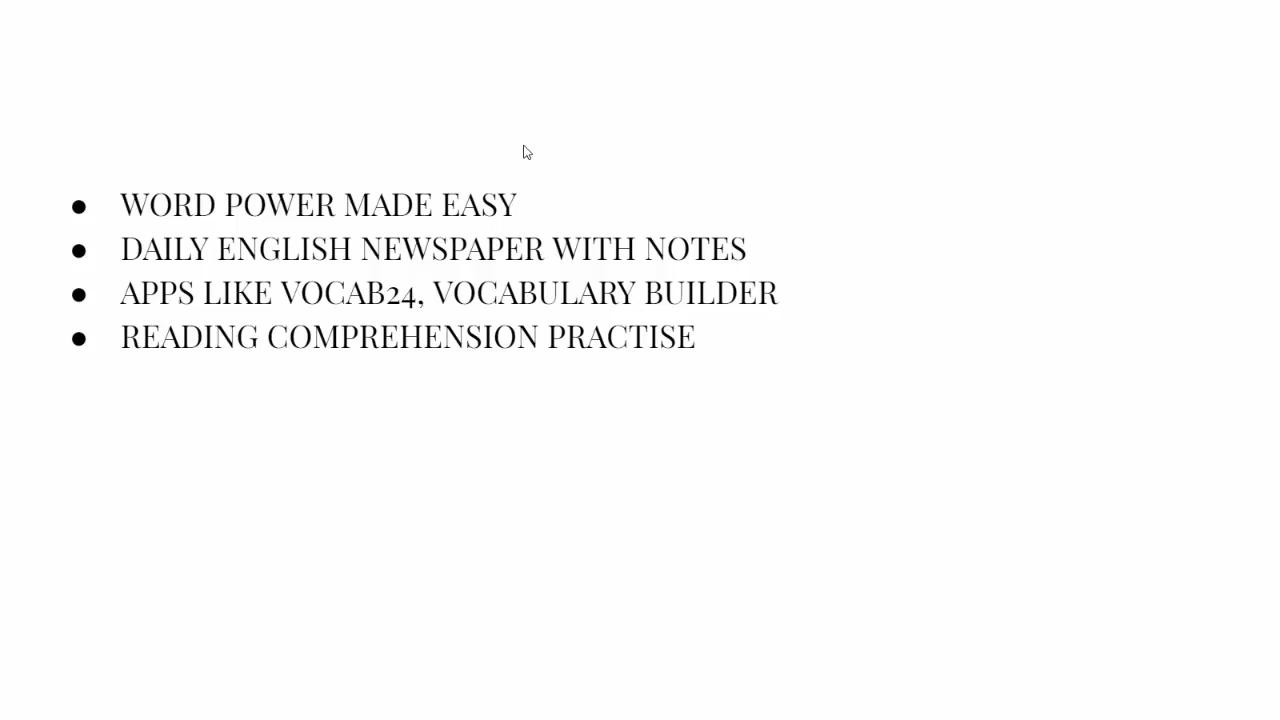 ● WORD POWER MADE EASY
● DAILY ENGLISH NEWSPAPER WITH NOTES
● APPS LIKE VOCAB24, VOCABULARY BUILDER
● READING COMPREHENSION PRACTISE